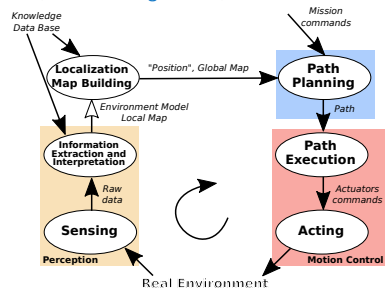 Knowledge
Data Base
Mission
commands
Localization
Map Building
"Position", Global Map
Path
Planning
Environment Model
Local Map
Path
Information
Extraction and
Interpretation
Path
Execution
Raw
data
Actuators
commands
Sensing
Acting
Perception
Motion Control
Real Environment